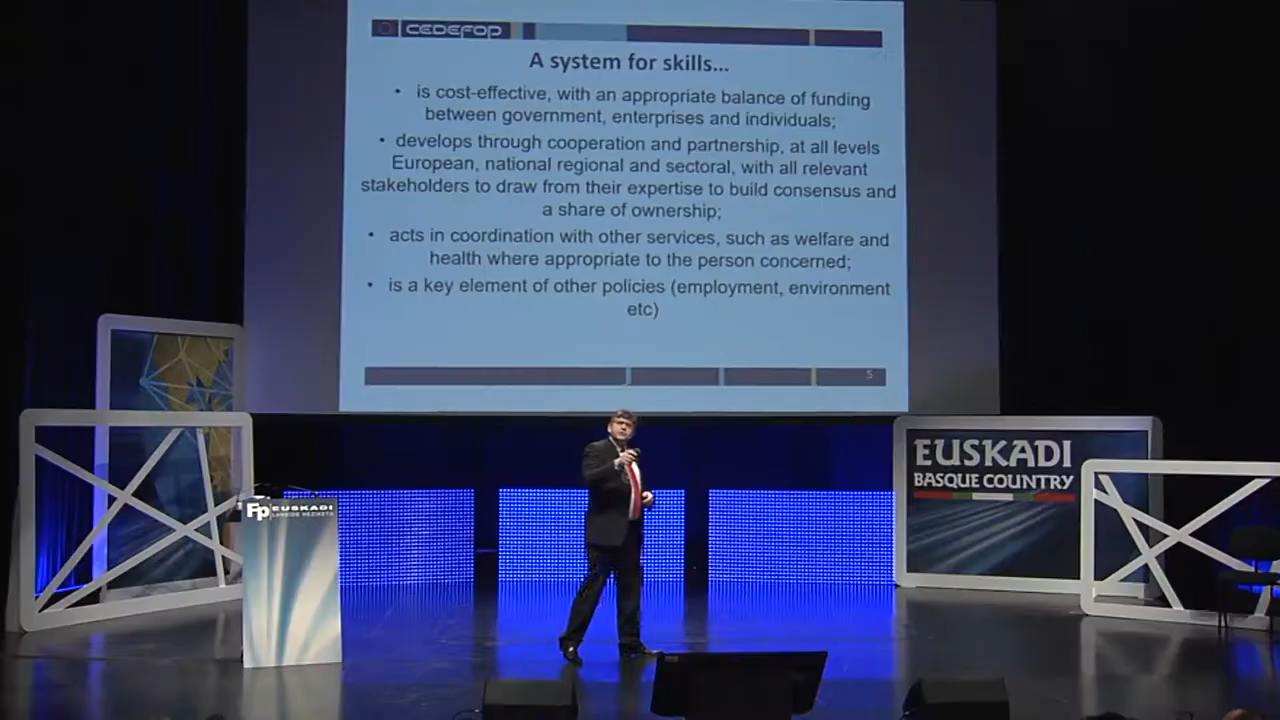 CEDEFOP
A system for skills...
• is cost-effective, with an appropriate balance of funding
between government, enterprises and individuals;
• develops through cooperation and partnership, at all levels
European, national regional and sectoral, with all relevant
stakeholders to draw from their expertise to build consensus and
a share of ownership;
• acts in coordination with other services, such as welfare and
health where appropriate to the person concerned;
• is a key element of other policies (employment, environment
etc)
5
EUSKADI
BASQUE COUNTRY
Fp EUSKADI
LANBIDE HEZIKETA